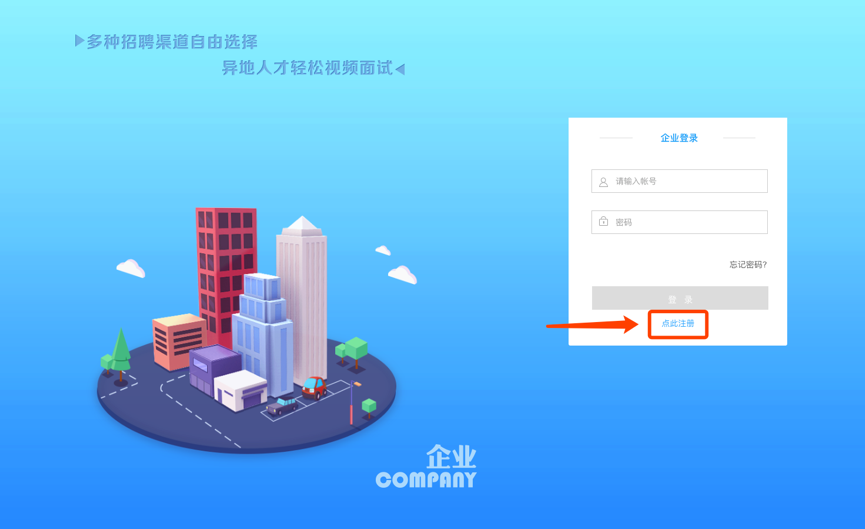 多种招聘渠道自由选择
异地人才轻松视频面试
企业登录
请输入帐号
密码
忘记密码?
登 录
点此注册
企业
COMPANY